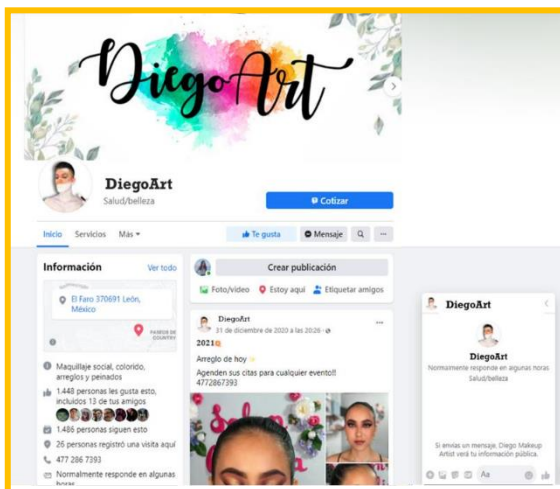 DiegoArt
DiegoArt
Salud/belleza
Cotizar
Inicio Servicios Más
Te gusta
Mensaje
Información
Ver todo
El Faro 370691 León,
México
PASEOS DE
COUNTRY
Maquillaje social, colorido,
arreglos y peinados
1.448 personas les gusta esto,
incluidos 13 de tus amigos
1.486 personas siguen esto
26 personas registró una visita aquí
477 286 7393
Normalmente responde en algunas
horas
Crear publicación
Foto/video Estoy aquí Etiquetar amigos
DiegoArt
31 de diciembre de 2020 a las 20:26
2021
Arreglo de hoy
Agenden sus citas para cualquier evento!!
4772867393
DiegoArt
DiegoArt
Normalmente responde en algunas horas
Salud/belleza
Si envías un mensaje, Diego Makeup
Artist verá tu información pública.
Aa